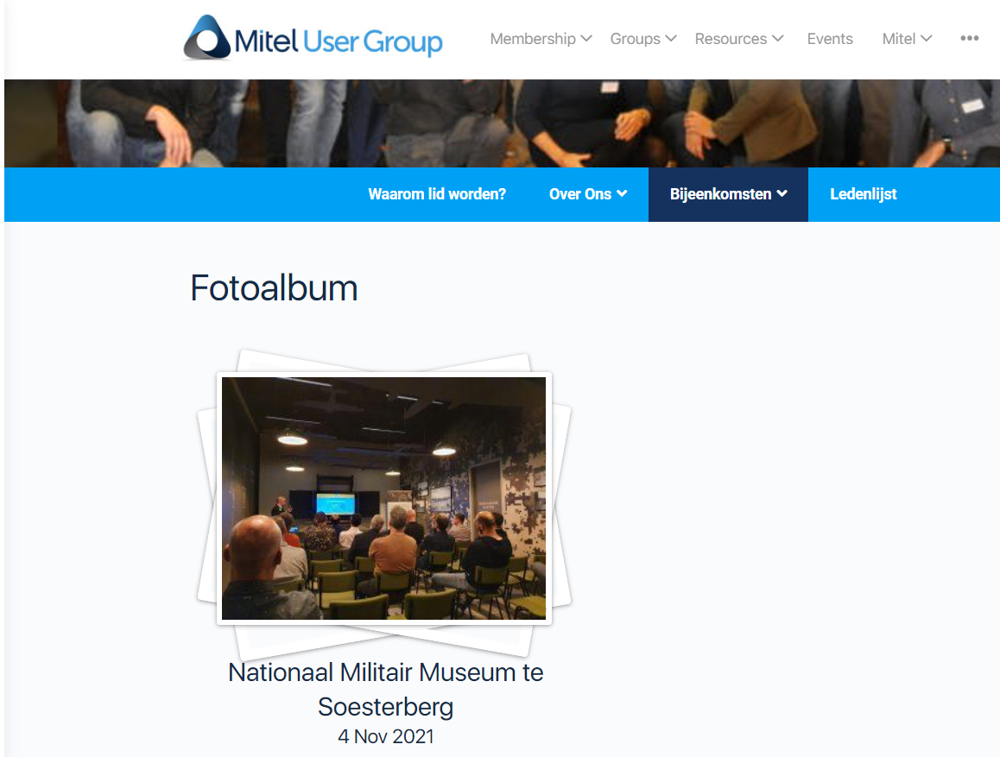 Mitel User Group
Membership Groups Resources Events Mitel •••
Waarom lid worden? Over Ons Bijeenkomsten Ledenlijst
Fotoalbum
Nationaal Militair Museum te
Soesterberg
4 Nov 2021